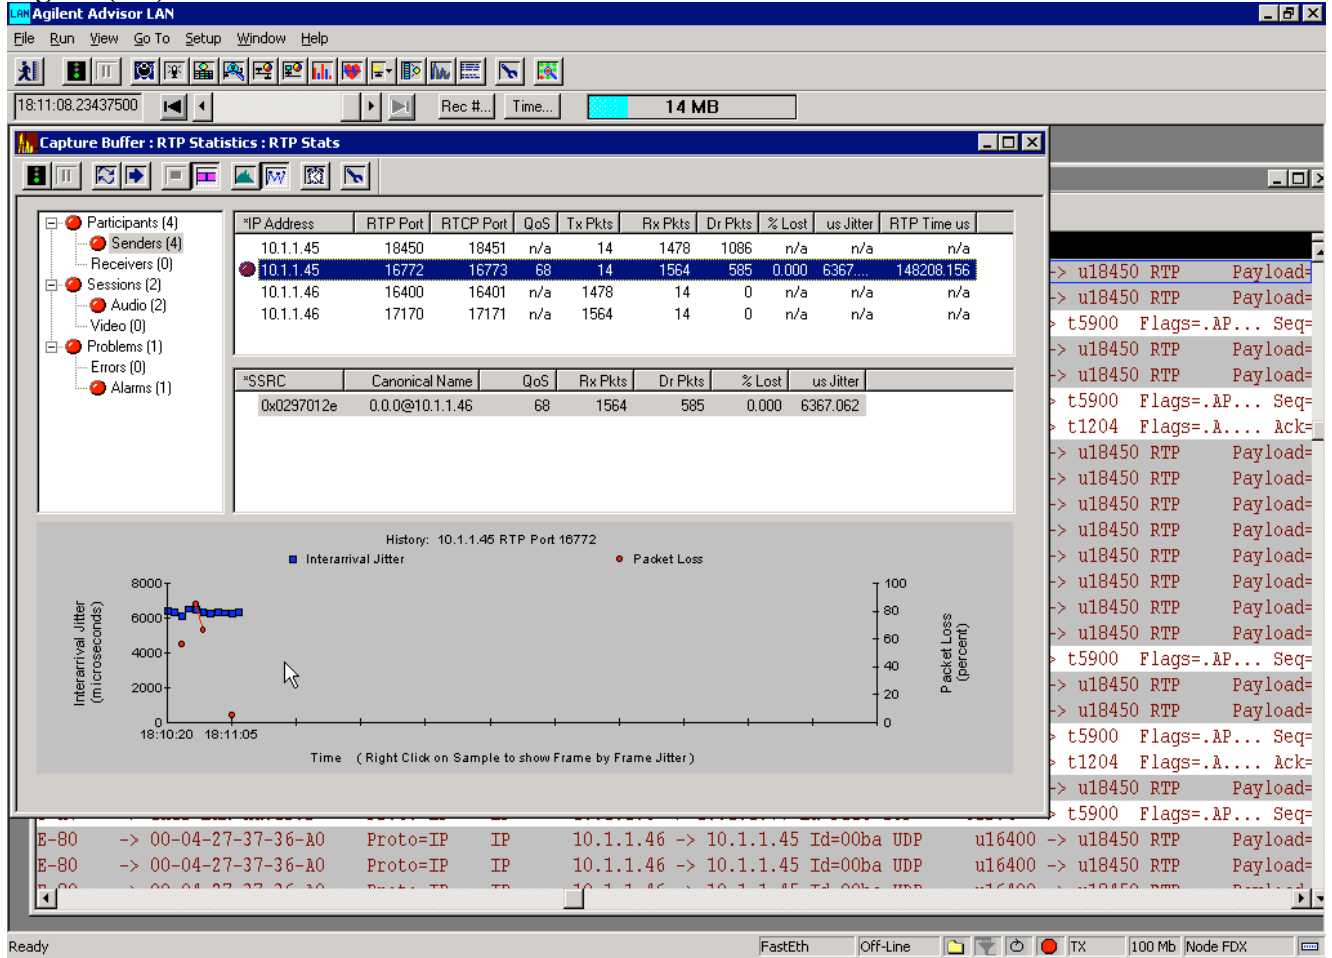 LAN Agilent Advisor LAN
File Run View Go To Setup Window Help
18:11:08.23437500 Rec #... Time... 14 MB
Capture Buffer : RTP Statistics : RTP Stats
Participants (4)
Senders (4)
Receivers (0)
Sessions (2)
Audio (2)
Video (0)
Problems (1)
Errors (0)
Alarms (1)
*IP Address RTP Port RTCP Port QoS Tx Pkts Rx Pkts Dr Pkts % Lost us Jitter RTP Time us
10.1.1.45 18450 18451 n/a 14 1478 1086 n/a n/a n/a
10.1.1.45 16772 16773 68 14 1564 585 0.000 6367.... 148208.156
10.1.1.46 16400 16401 n/a 1478 14 0 n/a n/a n/a
10.1.1.46 17170 17171 n/a 1564 14 0 n/a n/a n/a
*SSRC Canonical Name QoS Rx Pkts Dr Pkts % Lost us Jitter
0x0297012e 0.0.0@10.1.1.46 68 1564 585 0.000 6367.062
History: 10.1.1.45 RTP Port 16772
Interarrival Jitter Packet Loss
8000
6000
4000
2000
0
Interarrival Jitter
(microseconds)
100
80
60
40
20
0
Packet Loss
(percent)
18:10:20 18:11:05
Time (Right Click on Sample to show Frame by Frame Jitter)
-> u18450 RTP Payload=
-> u18450 RTP Payload=
> t5900 Flags=.AP... Seq=
-> u18450 RTP Payload=
-> u18450 RTP Payload=
> t5900 Flags=.AP... Seq=
> t1204 Flags=.A.... Ack=
-> u18450 RTP Payload=
-> u18450 RTP Payload=
-> u18450 RTP Payload=
-> u18450 RTP Payload=
-> u18450 RTP Payload=
-> u18450 RTP Payload=
-> u18450 RTP Payload=
-> u18450 RTP Payload=
> t5900 Flags=.AP... Seq=
-> u18450 RTP Payload=
-> u18450 RTP Payload=
> t5900 Flags=.AP... Seq=
> t1204 Flags=.A.... Ack=
-> u18450 RTP Payload=
> t5900 Flags=.AP... Seq=
E-80 -> 00-04-27-37-36-A0 Proto=IP IP 10.1.1.46 -> 10.1.1.45 Id=00ba UDP u16400 -> u18450 RTP Payload=
E-80 -> 00-04-27-37-36-A0 Proto=IP IP 10.1.1.46 -> 10.1.1.45 Id=00ba UDP u16400 -> u18450 RTP Payload=
Ready FastEth Off-Line TX 100 Mb Node FDX